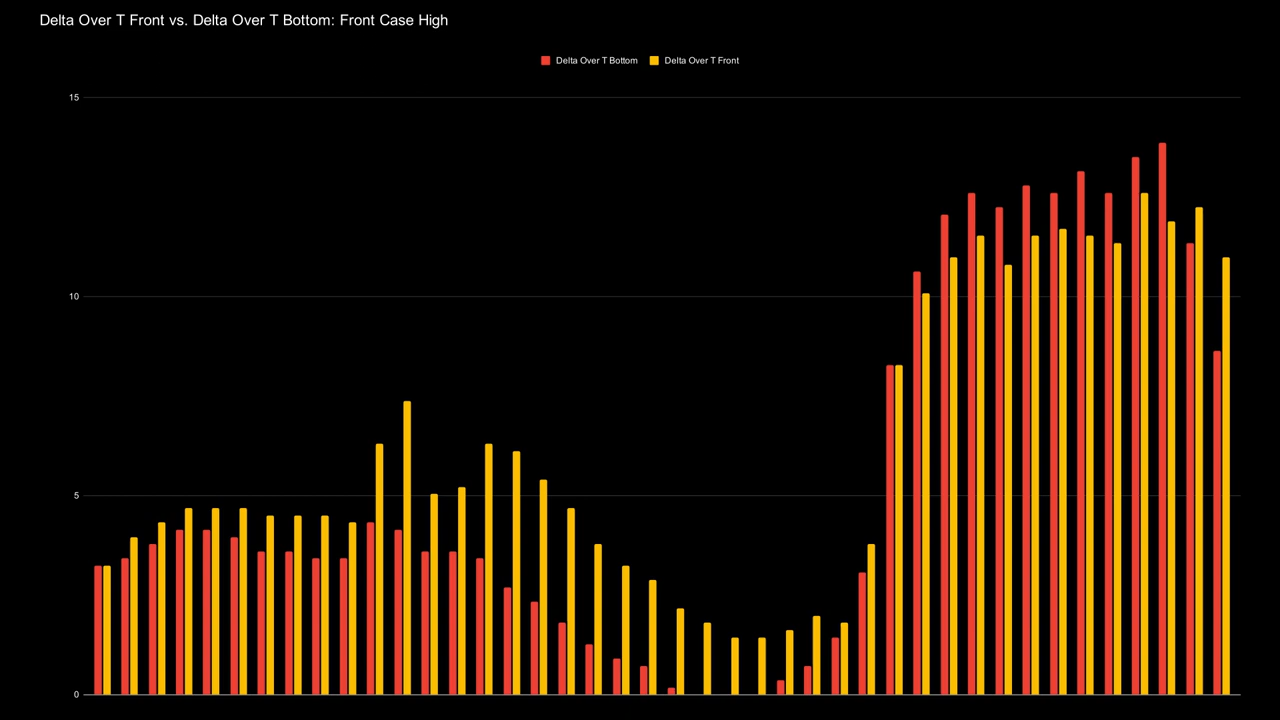 Delta Over T Front vs. Delta Over T Bottom: Front Case High
Delta Over T Bottom Delta Over T Front
15
10
5
0